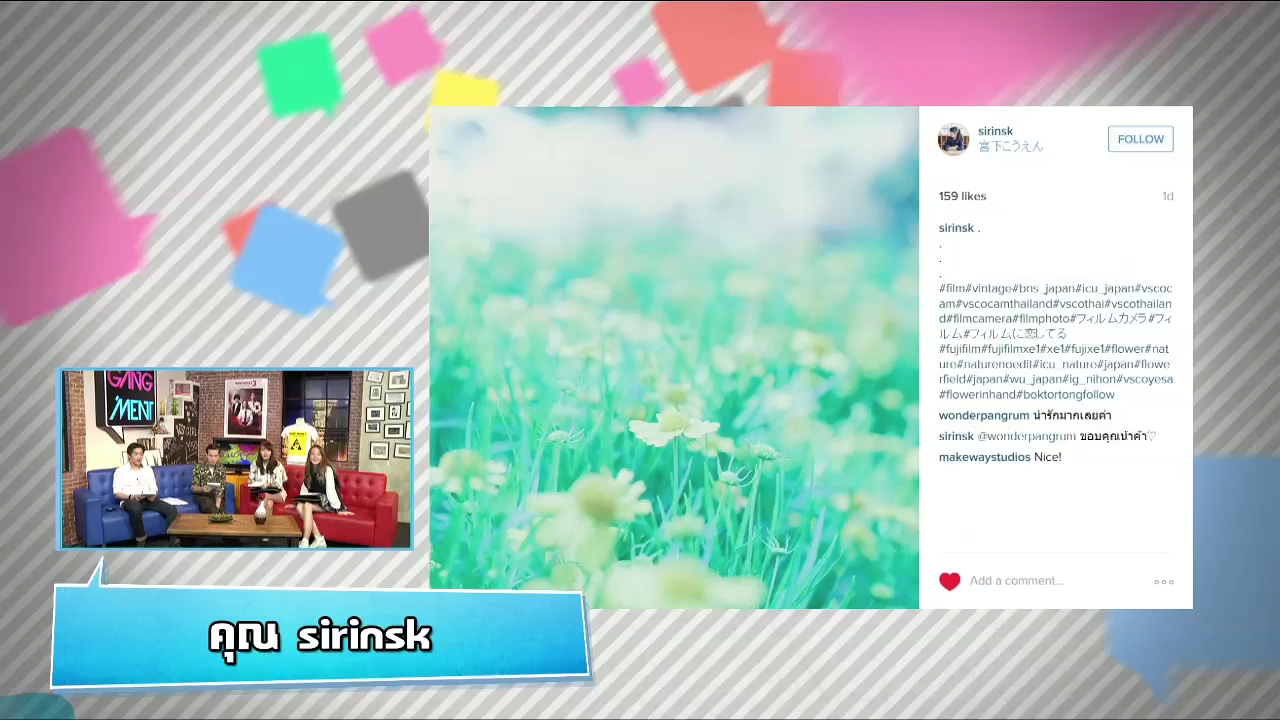 sirinsk
宮下こうえん
FOLLOW
159 likes
1d
sirinsk .
.
.
.
#film#vintage#bns_japan#icu_japan#vscoc
am#vscocamthailand#vscothai#vscothailan
d#filmcamera#filmphoto#フィルムカメラ#フィ
ルム#フィルムに恋してる
#fujifilm#fujifilmxe1#xe1#fujixe1#flower#nat
ure#naturenoedit#icu_nature#japan#flowe
rfield#japan#wu_japan#ig_nihon#vscoyesa
#flowerinhand#boktortongfollow
wonderpangrum น่ารักมากเลยค่า
sirinsk @wonderpangrum ขอบคุณน้าค้า♡
makewaystudios Nice!
Add a comment...
GANG
'MENT
คุณ sirinsk